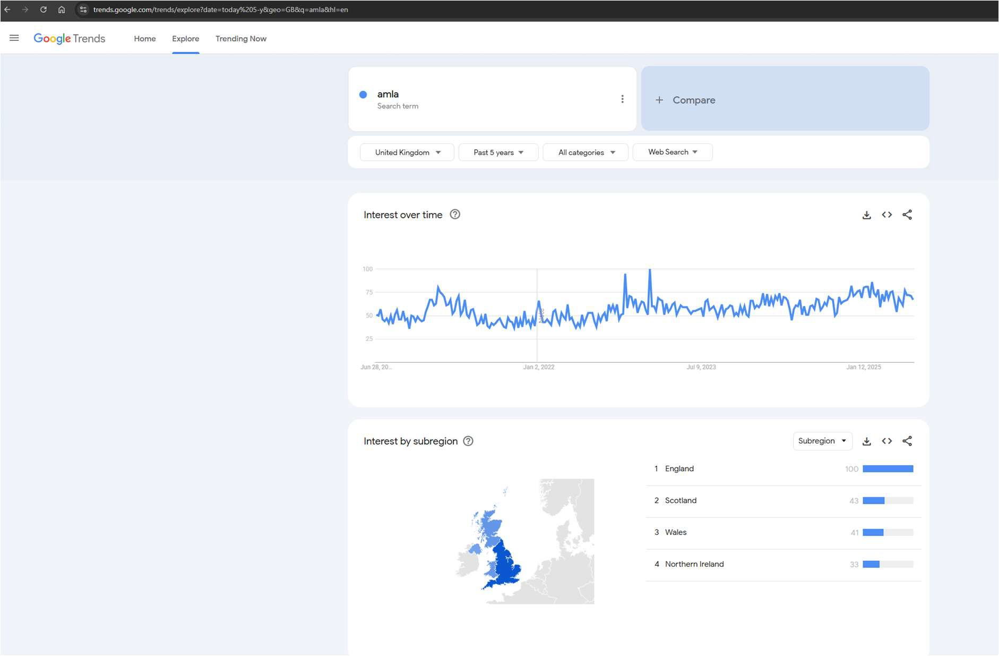 trends.google.com/trends/explore?date=today%205-y&geo=GB&q=amla&hl=en
Google Trends
Home
Explore
Trending Now
amla
Search term
+ Compare
United Kingdom
Past 5 years
All categories
Web Search
Interest over time
100
75
50
25
Note
Jun 28, 20...
Jan 2, 2022
Jul 9, 2023
Jan 12, 2025
Interest by subregion
Subregion
1 England 100
2 Scotland 43
3 Wales 41
4 Northern Ireland 33